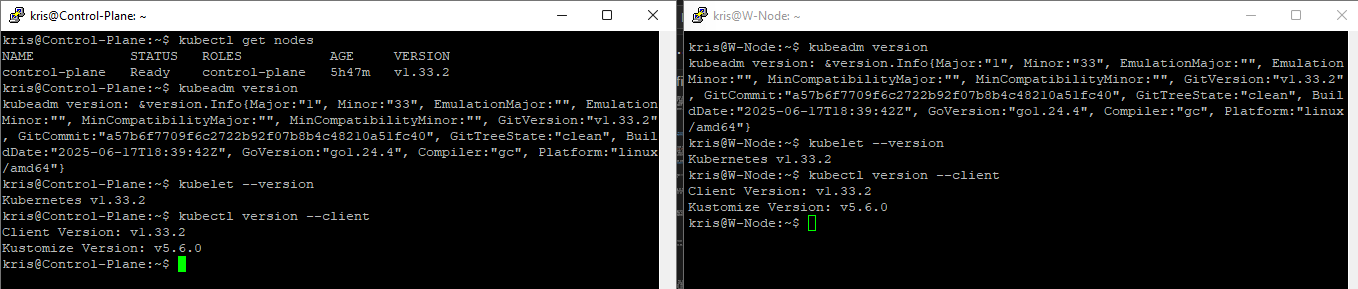 kris@Control-Plane: ~
kris@Control-Plane:~$ kubectl get nodes
NAME STATUS ROLES AGE VERSION
control-plane Ready control-plane 5h47m v1.33.2
kris@Control-Plane:~$ kubeadm version
kubeadm version: &version.Info{Major:"1", Minor:"33", EmulationMajor:"", Emulation
Minor:"", MinCompatibilityMajor:"", MinCompatibilityMinor:"", GitVersion:"v1.33.2"
, GitCommit:"a57b6f7709f6c2722b92f07b8b4c48210a51fc40", GitTreeState:"clean", Buil
dDate:"2025-06-17T18:39:42Z", GoVersion:"go1.24.4", Compiler:"gc", Platform:"linux
/amd64"}
kris@Control-Plane:~$ kubelet --version
Kubernetes v1.33.2
kris@Control-Plane:~$ kubectl version --client
Client Version: v1.33.2
Kustomize Version: v5.6.0
kris@Control-Plane:~$
kris@W-Node: ~
kris@W-Node:~$ kubeadm version
kubeadm version: &version.Info{Major:"1", Minor:"33", EmulationMajor:"", Emulation
Minor:"", MinCompatibilityMajor:"", MinCompatibilityMinor:"", GitVersion:"v1.33.2"
, GitCommit:"a57b6f7709f6c2722b92f07b8b4c48210a51fc40", GitTreeState:"clean", Buil
dDate:"2025-06-17T18:39:42Z", GoVersion:"go1.24.4", Compiler:"gc", Platform:"linux
/amd64"}
kris@W-Node:~$ kubelet --version
Kubernetes v1.33.2
kris@W-Node:~$ kubectl version --client
Client Version: v1.33.2
Kustomize Version: v5.6.0
kris@W-Node:~$